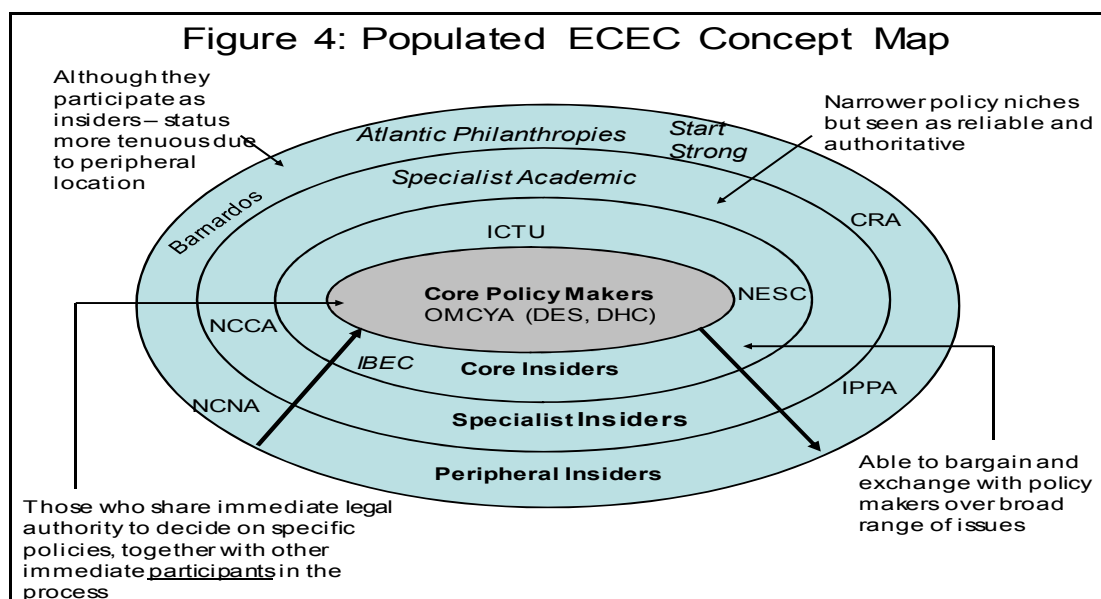 Figure 4: Populated ECEC Concept Map
Although they
participate as
insiders – status
more tenuous due
to peripheral
location
Narrower policy niches
but seen as reliable and
authoritative
Atlantic Philanthropies
Start
Strong
Specialist Academic
Barnardos
CRA
ICTU
Core Policy Makers
OMCYA (DES, DHC)
NESC
NCCA
IBEC
Core Insiders
NCNA
IPPA
Specialist Insiders
Peripheral Insiders
Those who share immediate legal
authority to decide on specific
policies, together with other
immediate participants in the
process
Able to bargain and
exchange with policy
makers over broad
range of issues